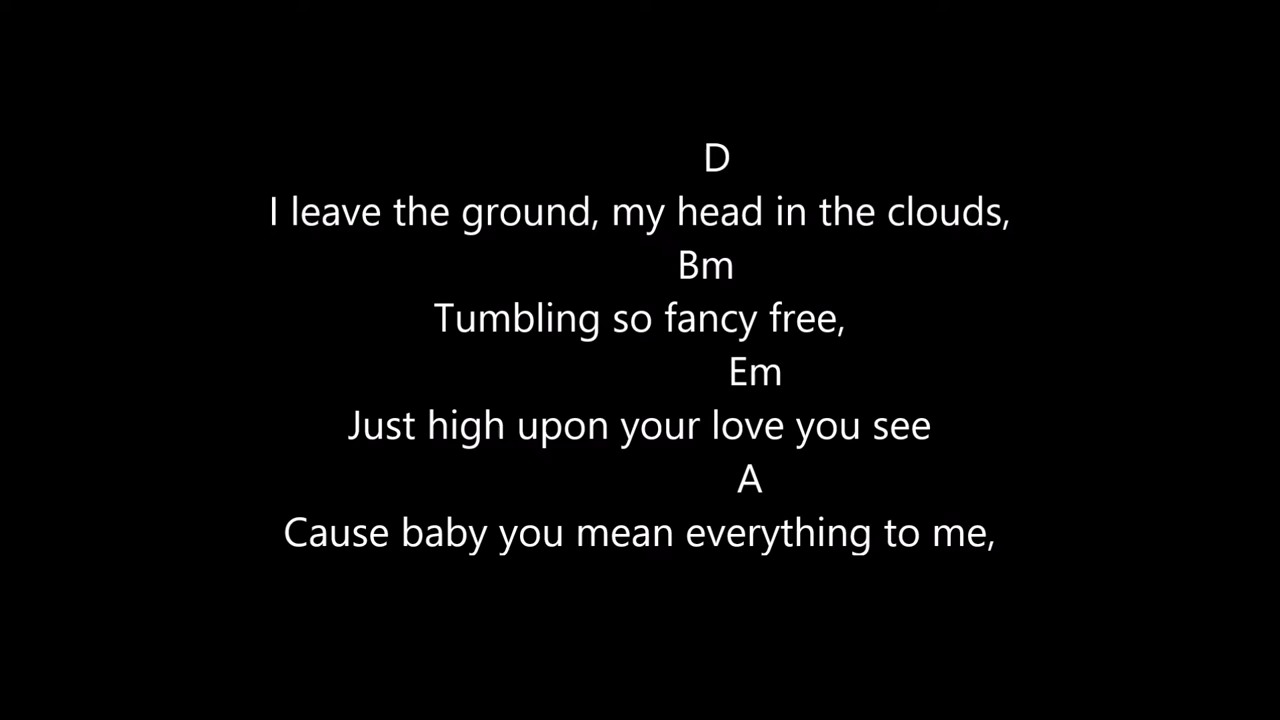 D
I leave the ground, my head in the clouds,
Bm
Tumbling so fancy free,
Em
Just high upon your love you see
A
Cause baby you mean everything to me,